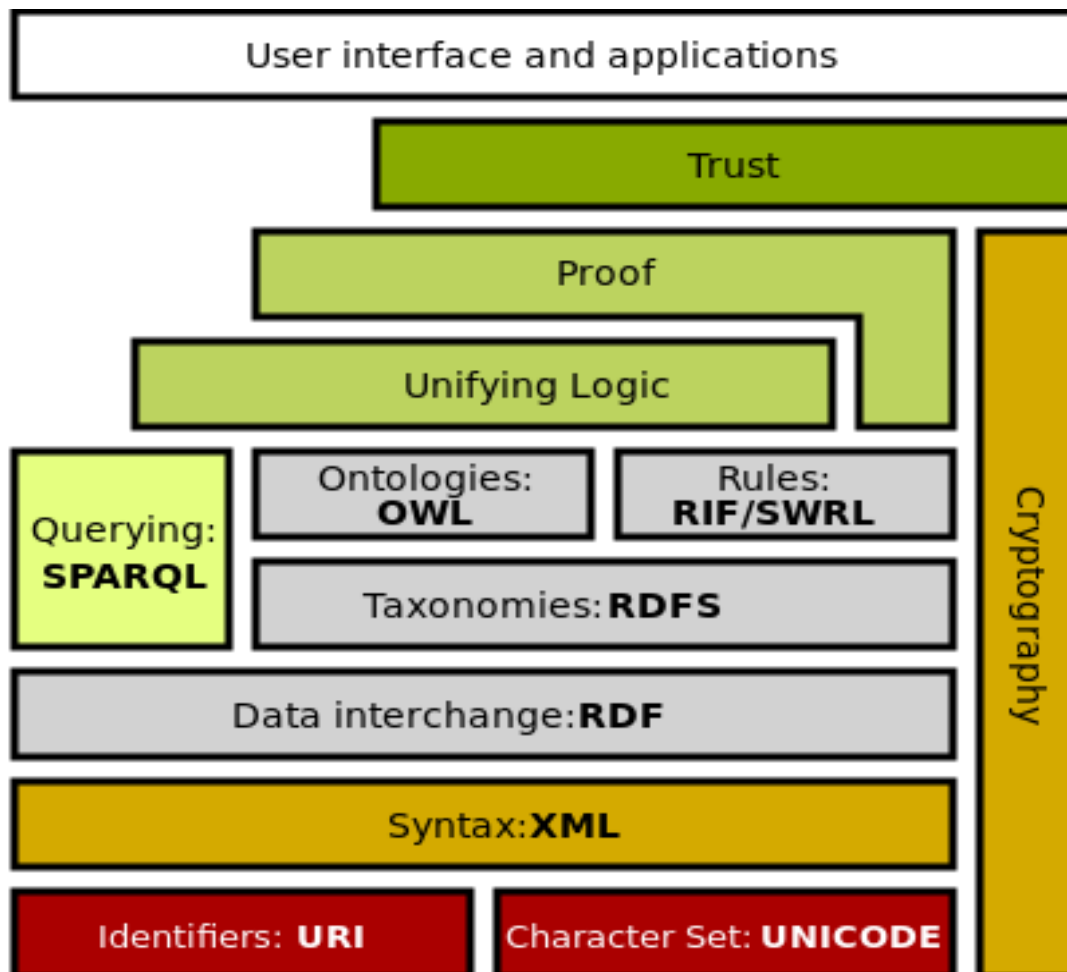 User interface and applications
Trust
Proof
Unifying Logic
Ontologies:
OWL
Rules:
RIF/SWRL
Querying:
SPARQL
Taxonomies: RDFS
Data interchange: RDF
Syntax: XML
Identifiers: URI
Character Set: UNICODE
Cryptography